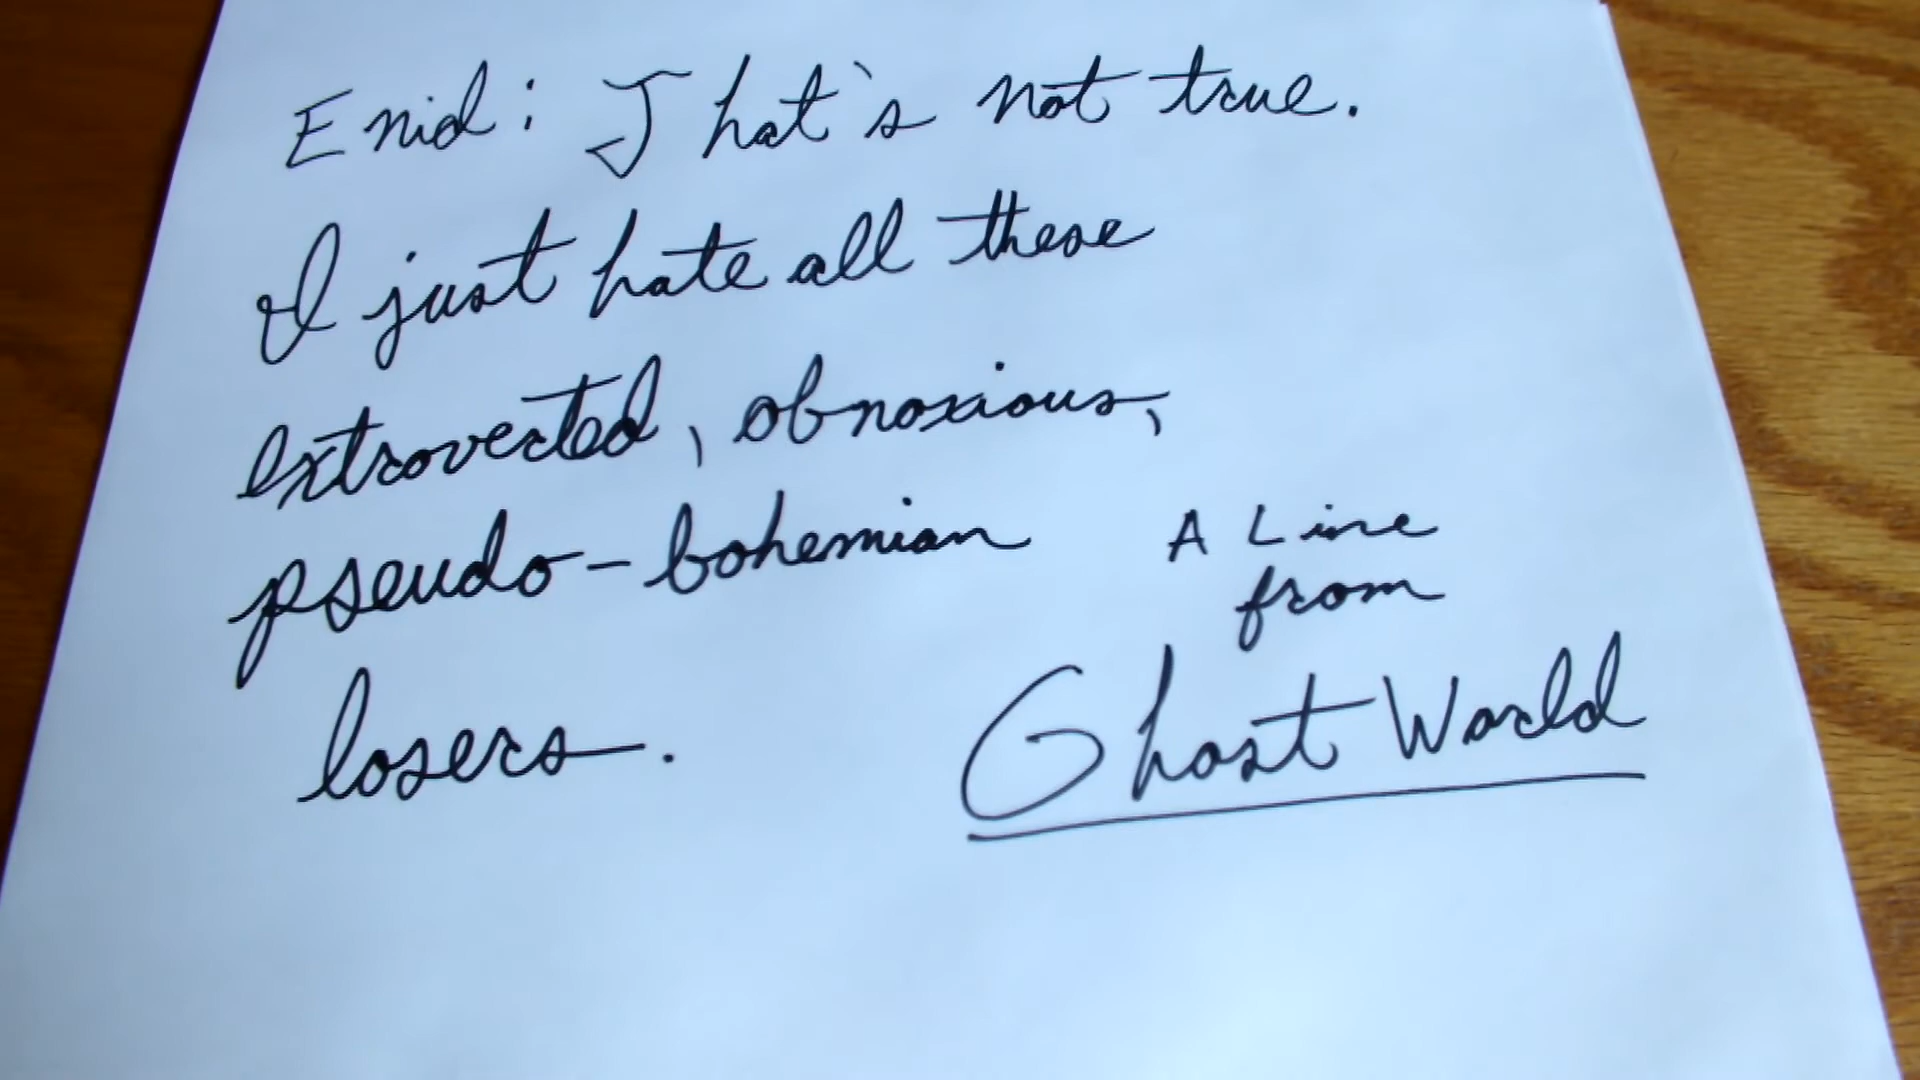 Enid: That's not true.
I just hate all these
extroverted, obnoxious,
pseudo-bohemian
losers.
A Line
from
Ghost World